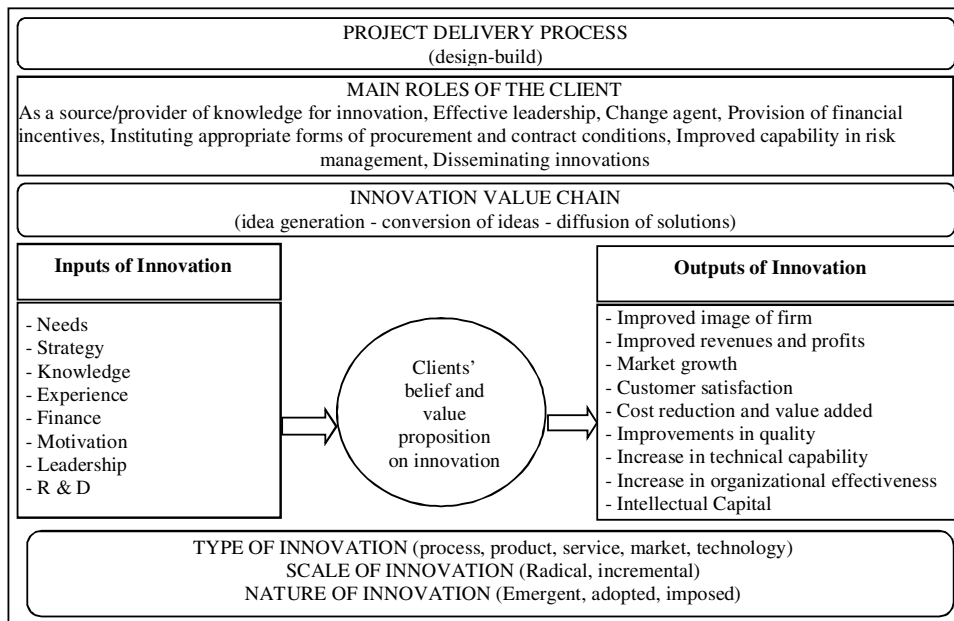 PROJECT DELIVERY PROCESS
(design-build)
MAIN ROLES OF THE CLIENT
As a source/provider of knowledge for innovation, Effective leadership, Change agent, Provision of financial
incentives, Instituting appropriate forms of procurement and contract conditions, Improved capability in risk
management, Disseminating innovations
INNOVATION VALUE CHAIN
(idea generation - conversion of ideas - diffusion of solutions)
Inputs of Innovation
- Needs
- Strategy
- Knowledge
- Experience
- Finance
- Motivation
- Leadership
- R & D
Clients'
belief and
value
proposition
on innovation
Outputs of Innovation
- Improved image of firm
- Improved revenues and profits
- Market growth
- Customer satisfaction
- Cost reduction and value added
- Improvements in quality
- Increase in technical capability
- Increase in organizational effectiveness
- Intellectual Capital
TYPE OF INNOVATION (process, product, service, market, technology)
SCALE OF INNOVATION (Radical, incremental)
NATURE OF INNOVATION (Emergent, adopted, imposed)